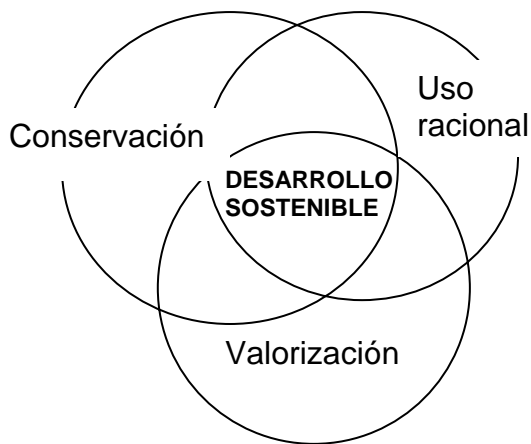 Uso
racional
Conservación
DESARROLLO
SOSTENIBLE
Valorización